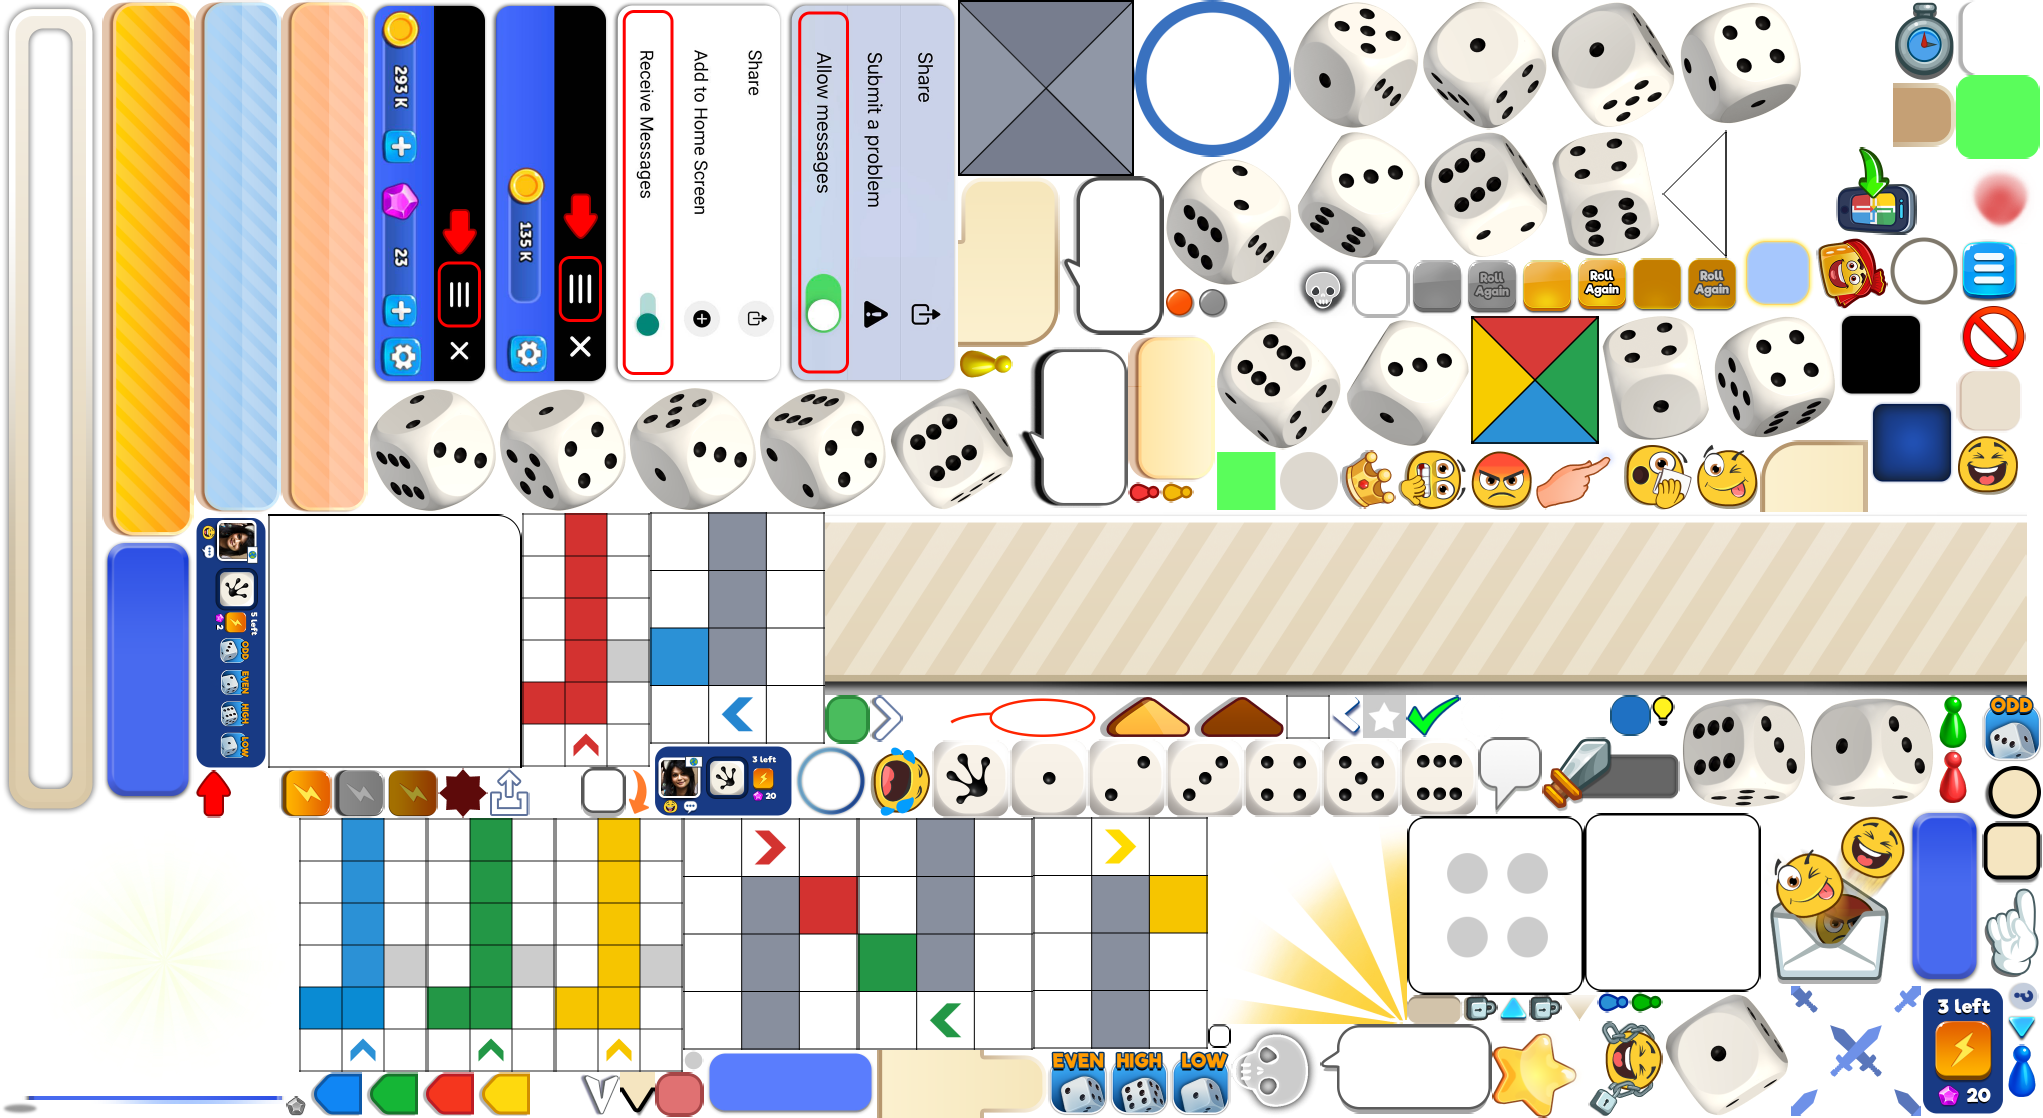 293 K
23
135 K
Share
Add to Home Screen
Receive Messages
Share
Submit a problem
Allow messages
Roll
Again
Roll
Again
Roll
Again
5 left
2
ODD
EVEN
HIGH
LOW
3 left
20
ODD
EVEN
HIGH
LOW
3 left
20